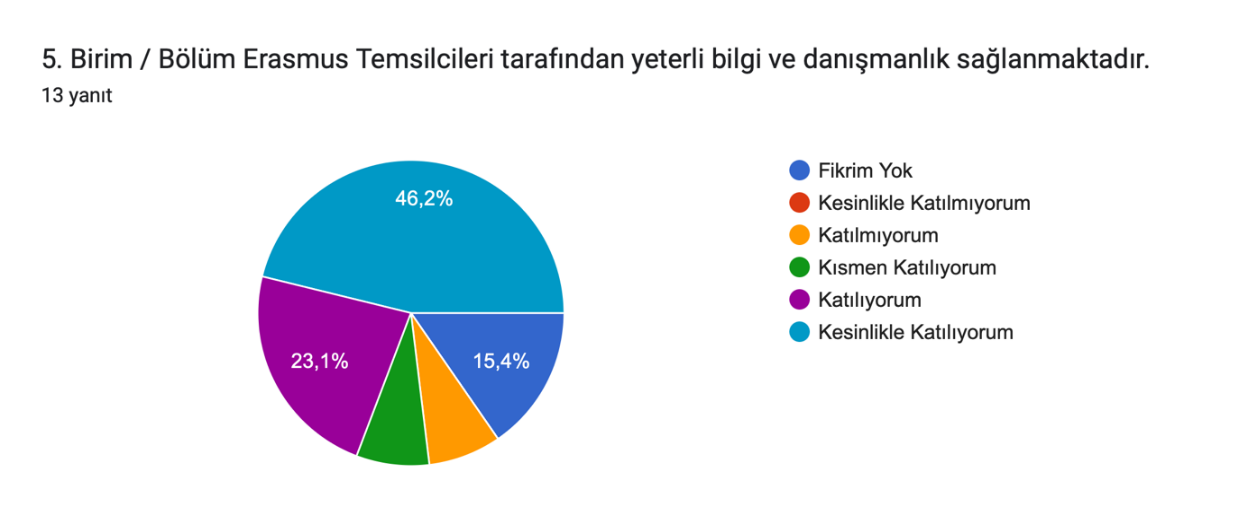 5. Birim / Bölüm Erasmus Temsilcileri tarafından yeterli bilgi ve danışmanlık sağlanmaktadır.
13 yanıt
46,2%
23,1%
15,4%
Fikrim Yok
Kesinlikle Katılmıyorum
Katılmıyorum
Kısmen Katılıyorum
Katılıyorum
Kesinlikle Katılıyorum